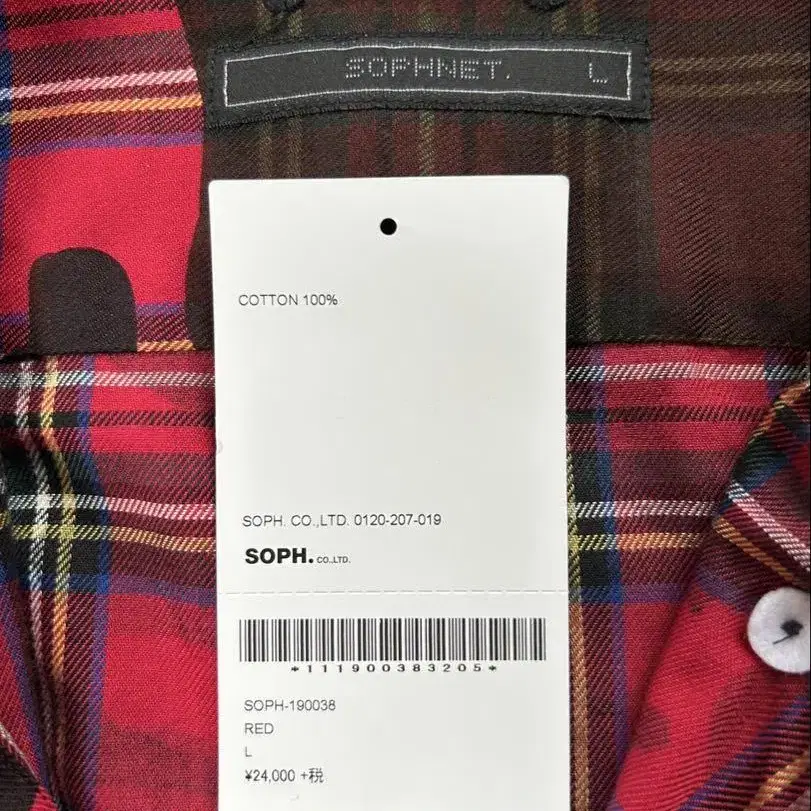 SOPHNET. L
COTTON 100%
SOPH. CO.,LTD. 0120-207-019
SOPH. CO.,LTD.
*111900383205*
SOPH-190038
RED
L
¥24,000 +税